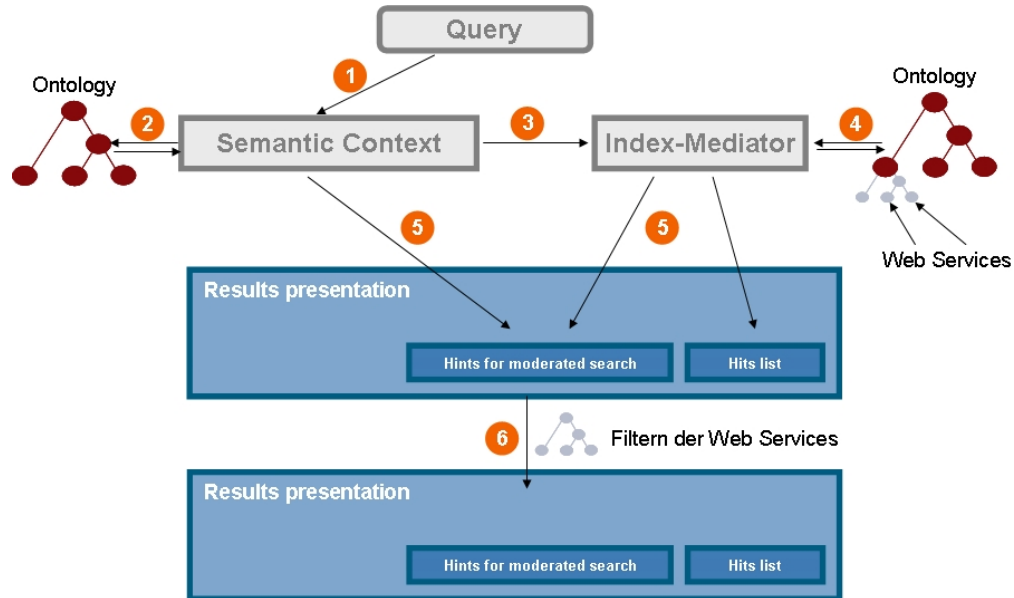 Query
1
Ontology
Ontology
2
Semantic Context
3
Index-Mediator
4
5
5
Web Services
Results presentation
Hints for moderated search
Hits list
6
Filtern der Web Services
Results presentation
Hints for moderated search
Hits list